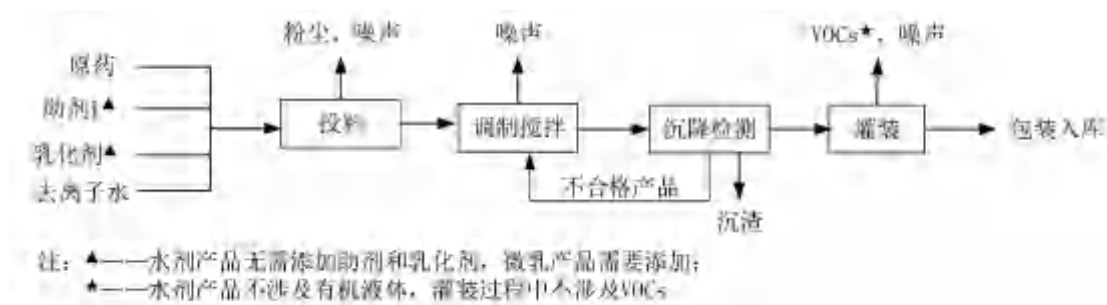 粉尘、噪声
噪声
VOCs★、噪声
原药
助剂▲
乳化剂▲
去离子水
投料
调制搅拌
沉降检测
灌装
包装入库
不合格产品
沉渣
注：▲——水剂产品无需添加助剂和乳化剂，微乳产品需要添加；
★——水剂产品不涉及有机液体，灌装过程中不涉及VOCs